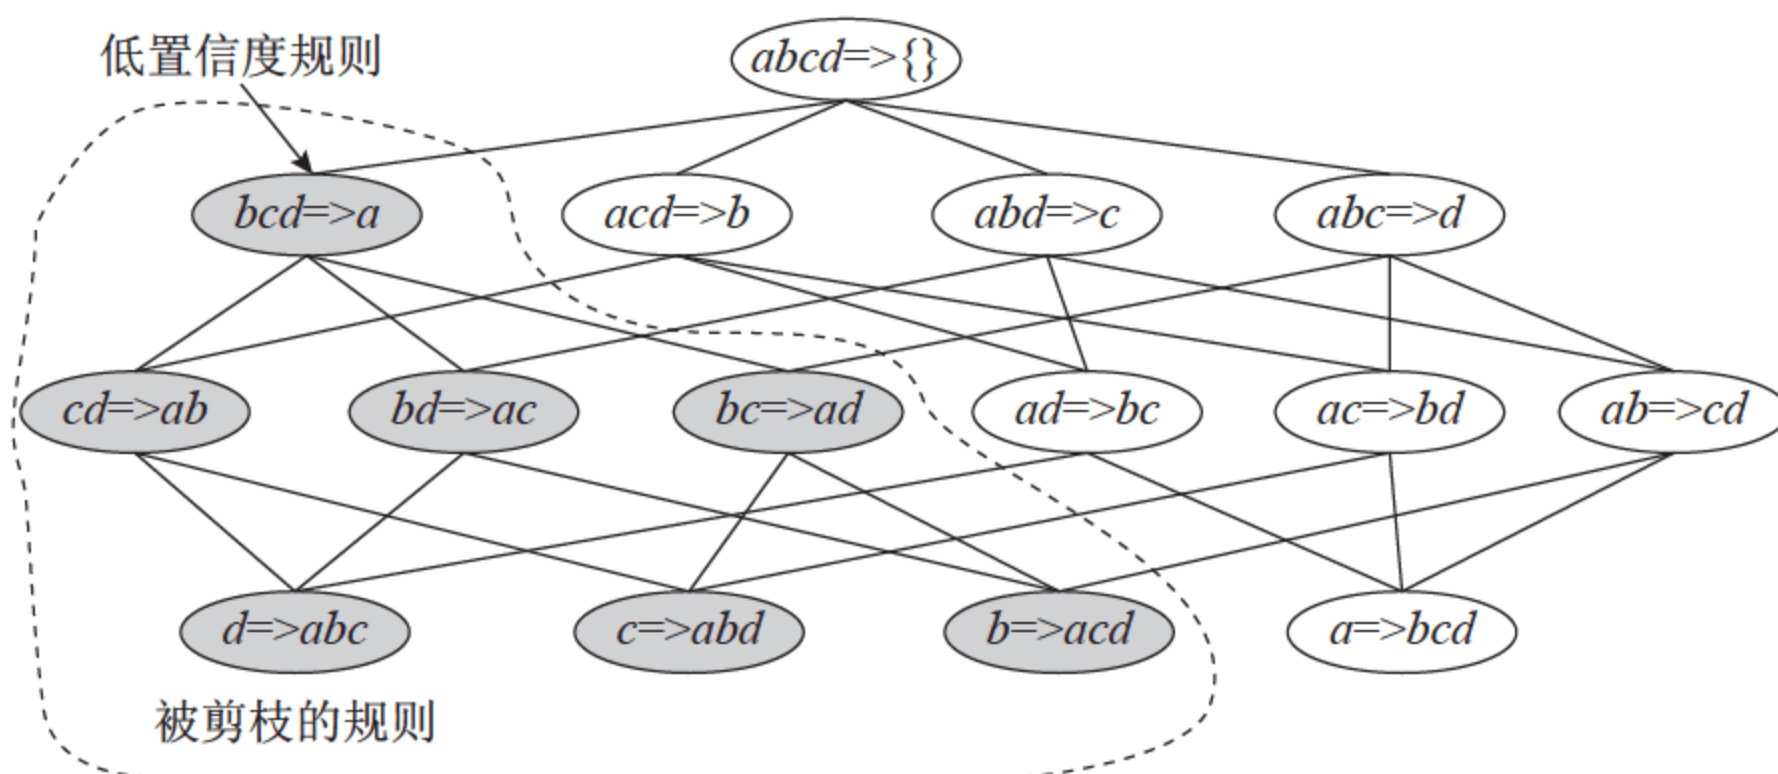 低置信度规则
abcd=>{}
bcd=>a
acd=>b
abd=>c
abc=>d
cd=>ab
bd=>ac
bc=>ad
ad=>bc
ac=>bd
ab=>cd
d=>abc
c=>abd
b=>acd
a=>bcd
被剪枝的规则